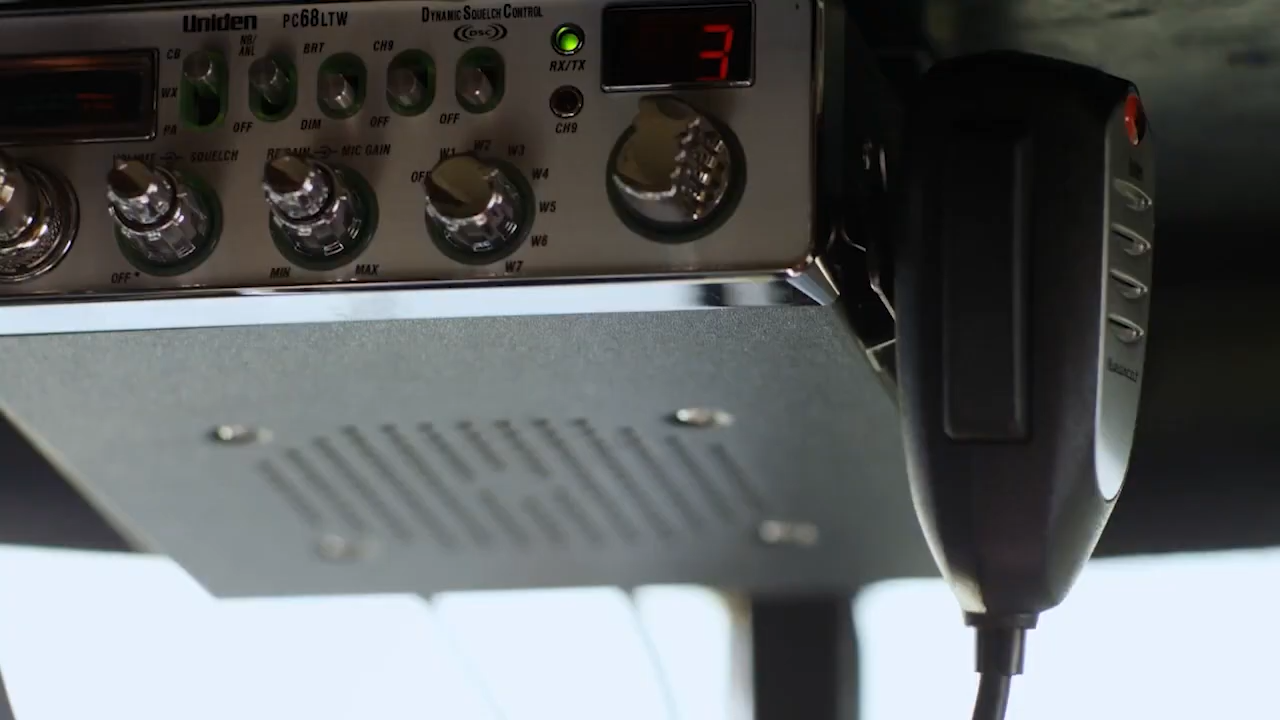 Uniden PC68LTW DYNAMIC SQUELCH CONTROL
DSC
CB NB/ANL BRT CH9
3
RX/TX
WX
PA OFF DIM OFF OFF CH9
VOLUME SQUELCH RF GAIN MIC GAIN
OFF W1 W2 W3
W4
W5
W6
W7
OFF MIN MAX